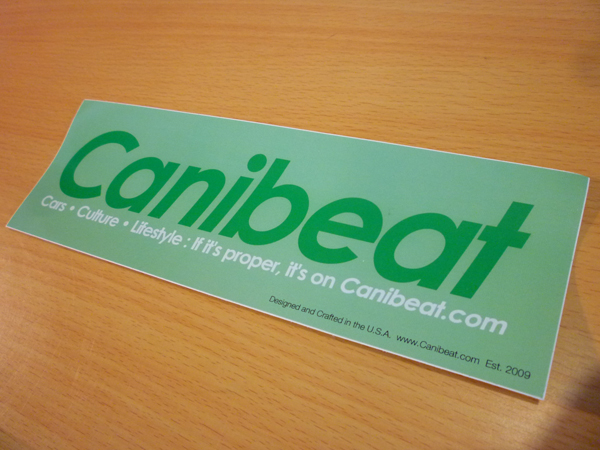 Canibeat
Cars • Culture • Lifestyle : If it's proper, it's on Canibeat.com
Designed and Crafted in the U.S.A. www.Canibeat.com Est. 2009